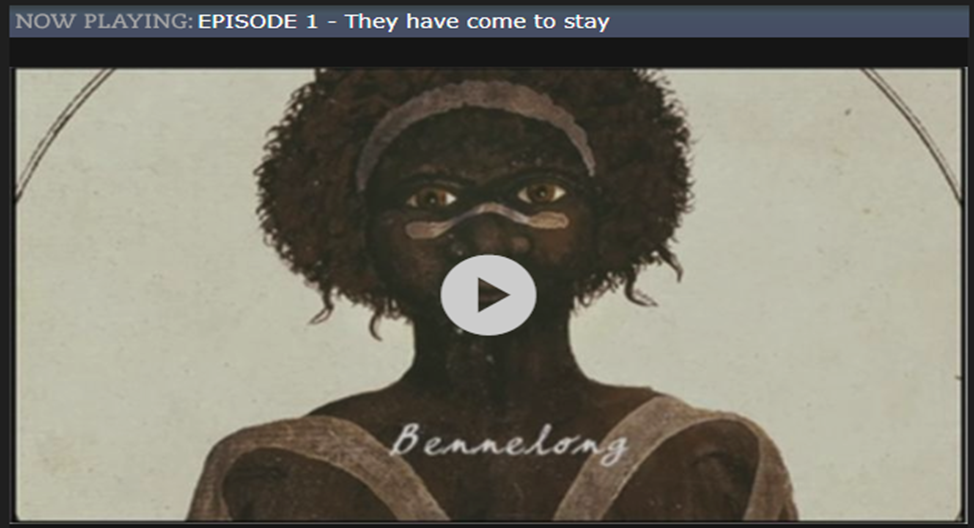 NOW PLAYING: EPISODE 1 - They have come to stay
Bennelong